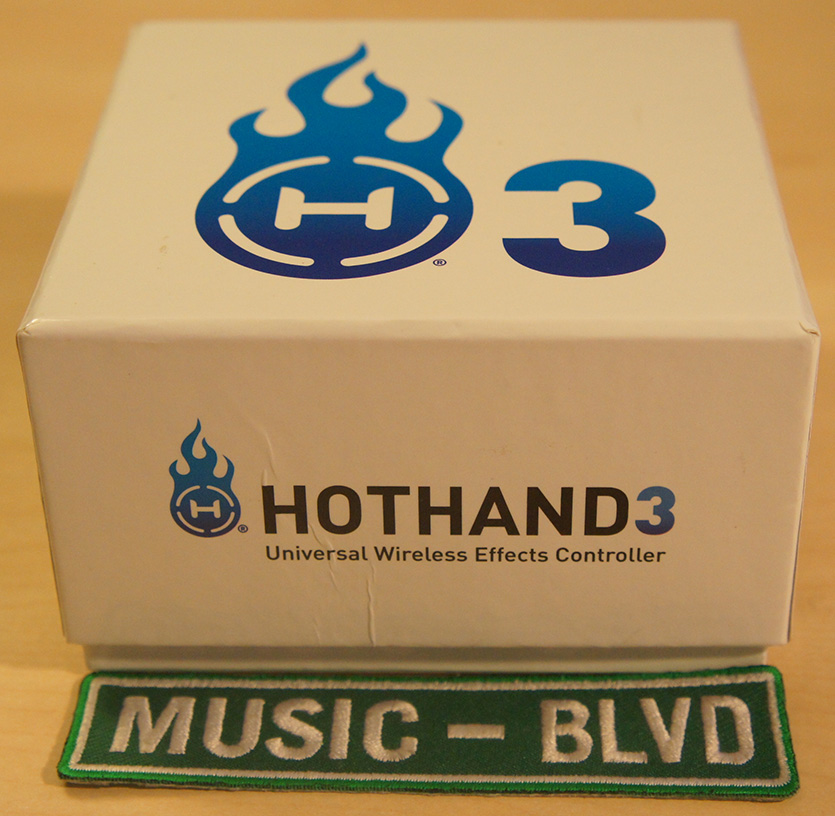 H 3
®
H HOTHAND3
®
Universal Wireless Effects Controller
MUSIC – BLVD